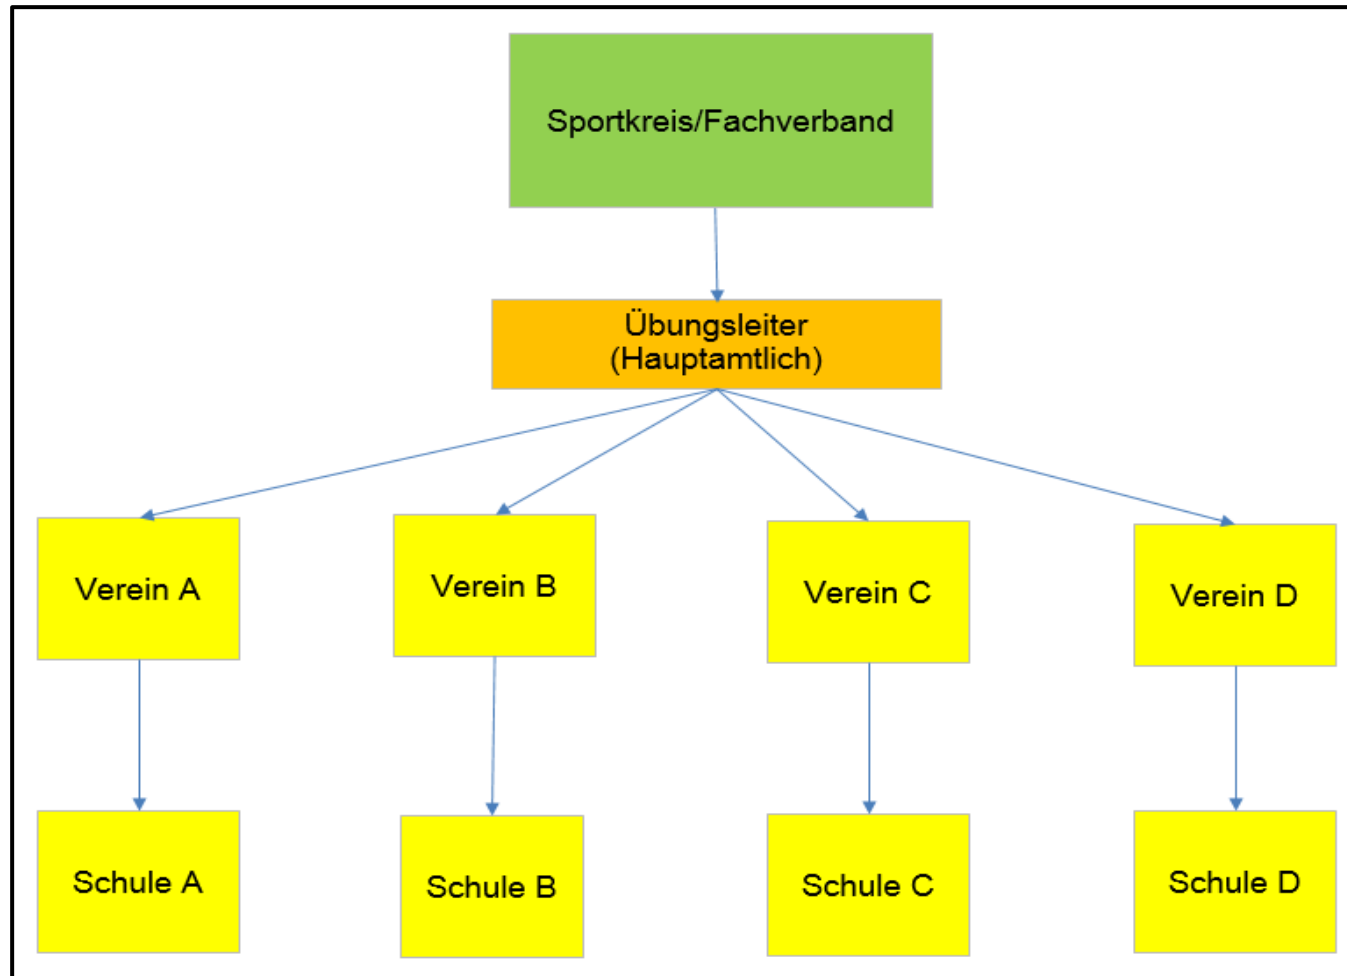 Sportkreis/Fachverband
Übungsleiter
(Hauptamtlich)
Verein A
Verein B
Verein C
Verein D
Schule A
Schule B
Schule C
Schule D